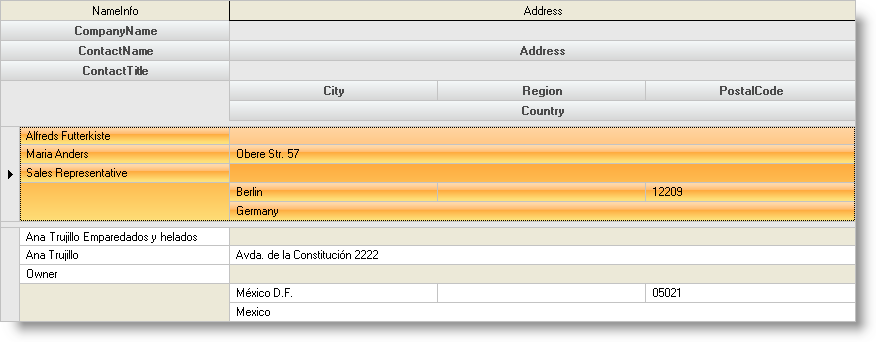 NameInfo Address
CompanyName
ContactName Address
ContactTitle
City Region PostalCode
Country
Alfreds Futterkiste
Maria Anders Obere Str. 57
Sales Representative
Berlin 12209
Germany
Ana Trujillo Emparedados y helados
Ana Trujillo Avda. de la Constitución 2222
Owner
México D.F. 05021
Mexico